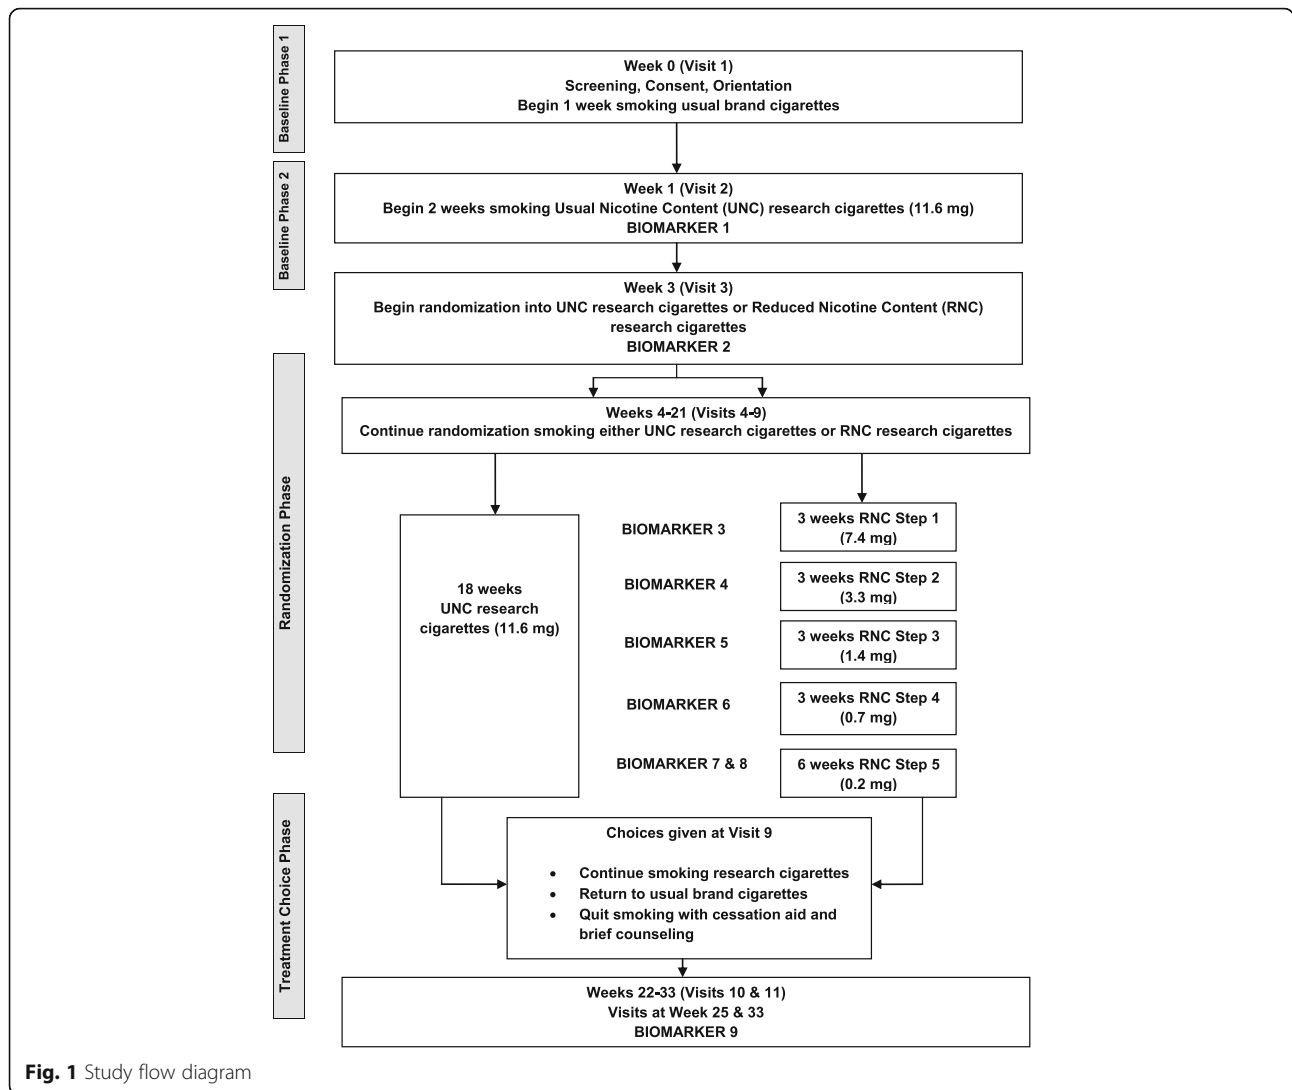 Baseline Phase 1
Week 0 (Visit 1)
Screening, Consent, Orientation
Begin 1 week smoking usual brand cigarettes
Baseline Phase 2
Week 1 (Visit 2)
Begin 2 weeks smoking Usual Nicotine Content (UNC) research cigarettes (11.6 mg)
BIOMARKER 1
Week 3 (Visit 3)
Begin randomization into UNC research cigarettes or Reduced Nicotine Content (RNC)
research cigarettes
BIOMARKER 2
Randomization Phase
Weeks 4-21 (Visits 4-9)
Continue randomization smoking either UNC research cigarettes or RNC research cigarettes
18 weeks
UNC research
cigarettes (11.6 mg)
BIOMARKER 3
3 weeks RNC Step 1
(7.4 mg)
BIOMARKER 4
3 weeks RNC Step 2
(3.3 mg)
BIOMARKER 5
3 weeks RNC Step 3
(1.4 mg)
BIOMARKER 6
3 weeks RNC Step 4
(0.7 mg)
BIOMARKER 7 & 8
6 weeks RNC Step 5
(0.2 mg)
Treatment Choice Phase
Choices given at Visit 9
• Continue smoking research cigarettes
• Return to usual brand cigarettes
• Quit smoking with cessation aid and
brief counseling
Weeks 22-33 (Visits 10 & 11)
Visits at Week 25 & 33
BIOMARKER 9
Fig. 1 Study flow diagram